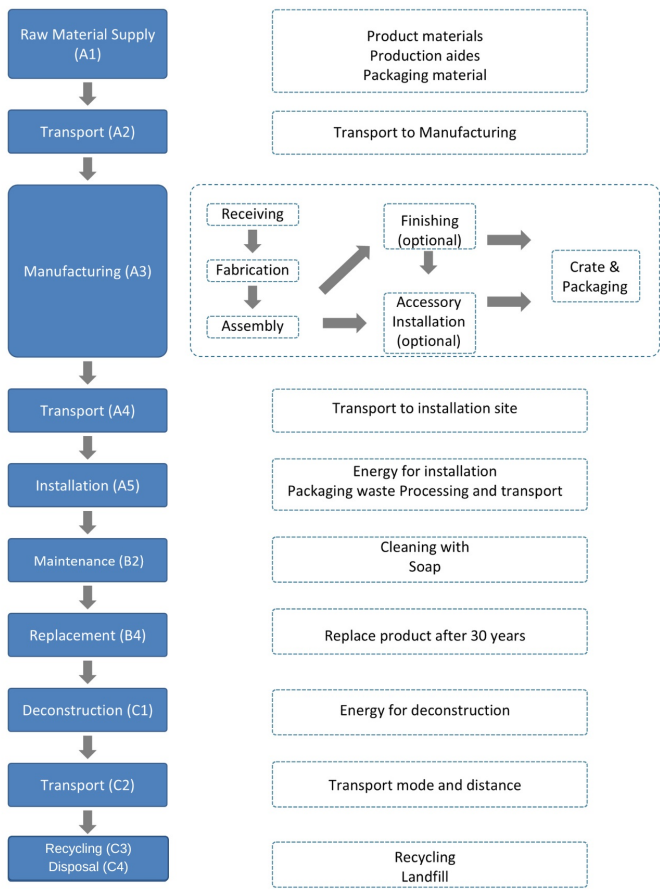 Raw Material Supply
(A1)
Product materials
Production aides
Packaging material
Transport (A2)
Transport to Manufacturing
Manufacturing (A3)
Receiving
Fabrication
Assembly
Finishing
(optional)
Accessory
Installation
(optional)
Crate &
Packaging
Transport (A4)
Transport to installation site
Installation (A5)
Energy for installation
Packaging waste Processing and transport
Maintenance (B2)
Cleaning with
Soap
Replacement (B4)
Replace product after 30 years
Deconstruction (C1)
Energy for deconstruction
Transport (C2)
Transport mode and distance
Recycling (C3)
Disposal (C4)
Recycling
Landfill